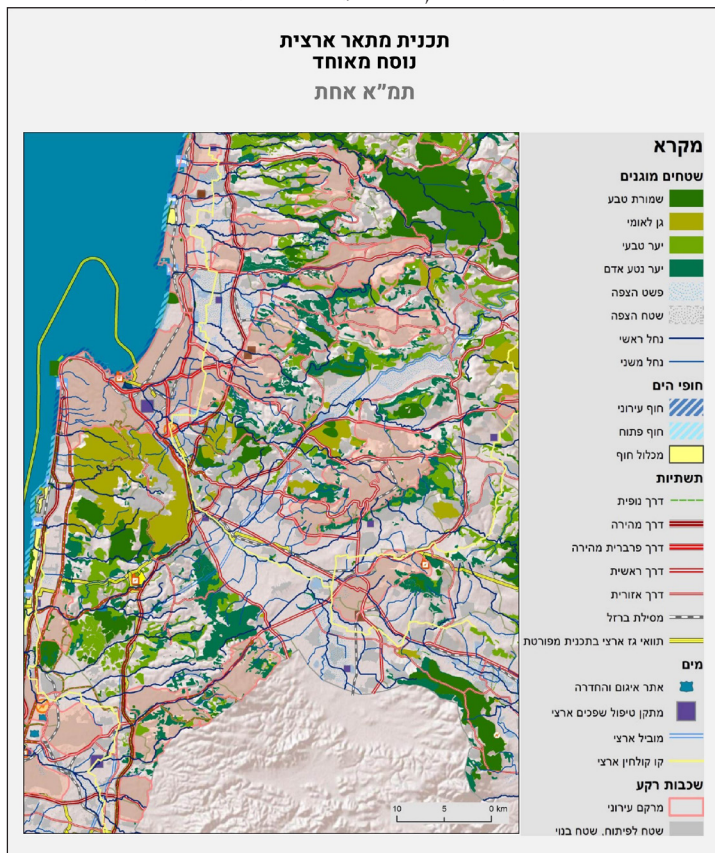 תכנית מתאר ארצית
נוסח מאוחד
תמ״א אחת
מקרא
שטחים מוגנים
שמורת טבע
גן לאומי
יער טבעי
יער נטע אדם
פשט הצפה
שטח הצפה
נחל ראשי
נחל משני
חופי הים
חוף עירוני
חוף פתוח
מכלול חוף
תשתיות
דרך נופית
דרך מהירה
דרך פרברית מהירה
דרך ראשית
דרך אזורית
מסילת ברזל
תוואי גז ארצי בתכנית מפורטת
מים
אתר איגום והחדרה
מתקן טיפול שפכים ארצי
מוביל ארצי
קו קולחין ארצי
שכבות רקע
מרקם עירוני
שטח לפיתוח, שטח בנוי
10 5 0 km